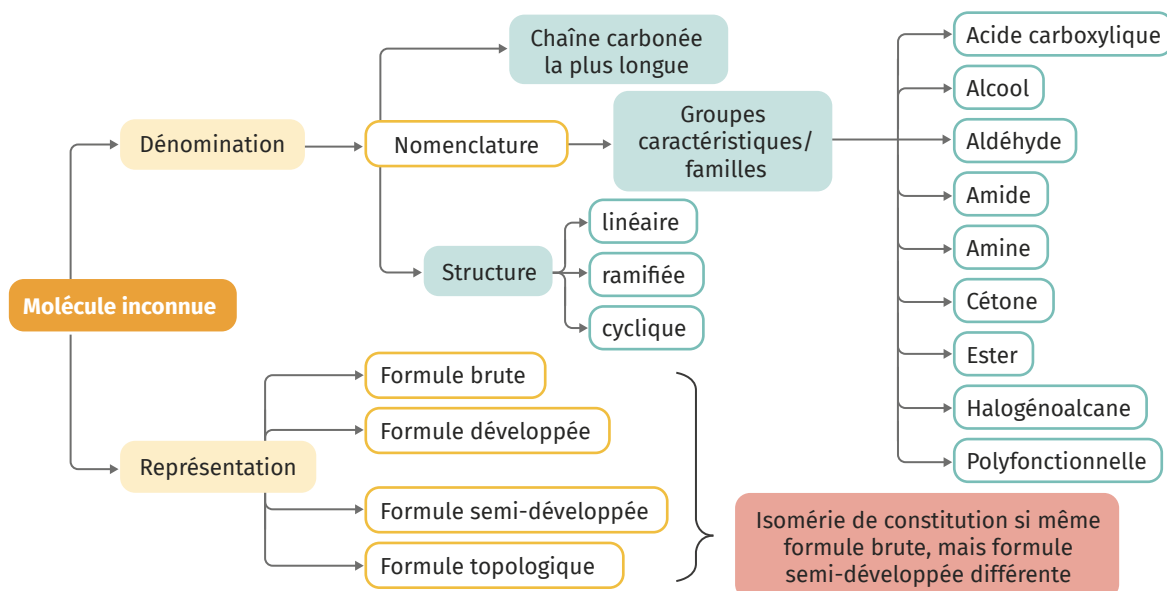 Molécule inconnue
Dénomination
Nomenclature
Chaîne carbonée
la plus longue
Groupes
caractéristiques/
familles
Acide carboxylique
Alcool
Aldéhyde
Amide
Amine
Cétone
Ester
Halogénoalcane
Polyfonctionnelle
Structure
linéaire
ramifiée
cyclique
Représentation
Formule brute
Formule développée
Formule semi-développée
Formule topologique
Isomérie de constitution si même
formule brute, mais formule
semi-développée différente